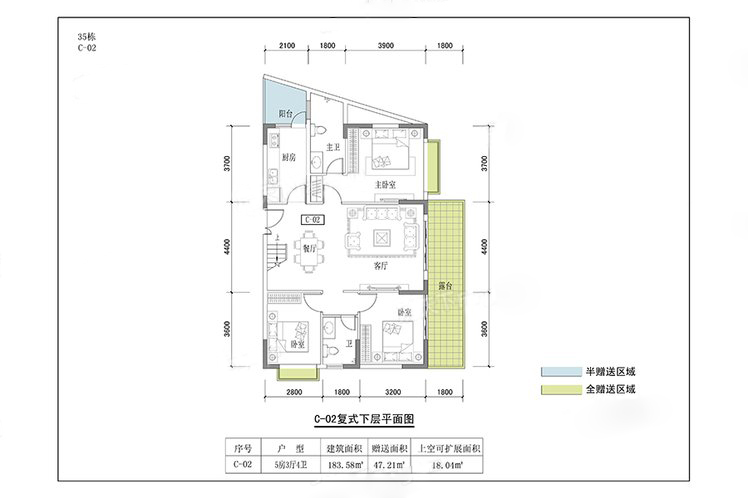 35栋
C-02
2100 1800 3900 1800
阳台
主卫
厨房
主卧室
3700 3700
C-02
餐厅
上
客厅
4400 4400
露台
卧室
卧室
卫
3600 3600
2800 1800 3200 1800
半赠送区域
全赠送区域
C-02复式下层平面图
序号 户 型 建筑面积 赠送面积 上空可扩展面积
C-02 5房3厅4卫 183.58㎡ 47.21㎡ 18.04㎡